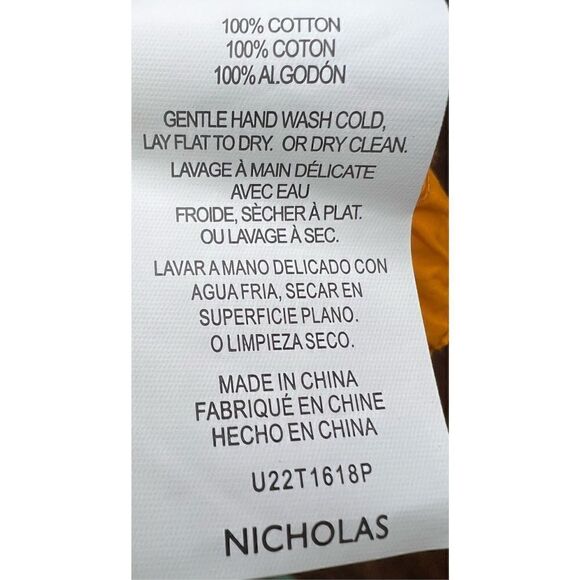 100% COTTON
100% COTON
100% ALGODÓN
GENTLE HAND WASH COLD,
LAY FLAT TO DRY. OR DRY CLEAN.
LAVAGE À MAIN DÉLICATE
AVEC EAU
FROIDE, SÈCHER À PLAT.
OU LAVAGE À SEC.
LAVAR A MANO DELICADO CON
AGUA FRIA, SECAR EN
SUPERFICIE PLANO.
O LIMPIEZA SECO.
MADE IN CHINA
FABRIQUÉ EN CHINE
HECHO EN CHINA
U22T1618P
NICHOLAS